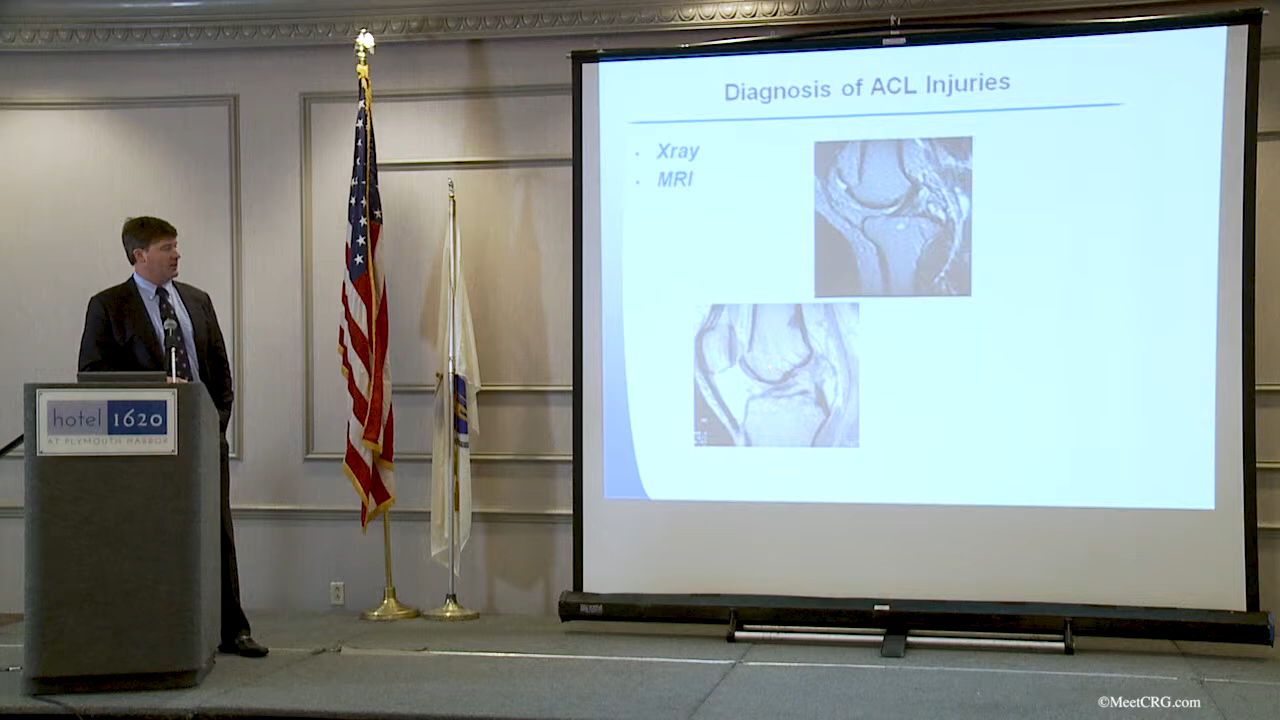 Diagnosis of ACL Injuries
• Xray
• MRI
hotel 1620
AT PLYMOUTH HARBOR
©MeetCRG.com